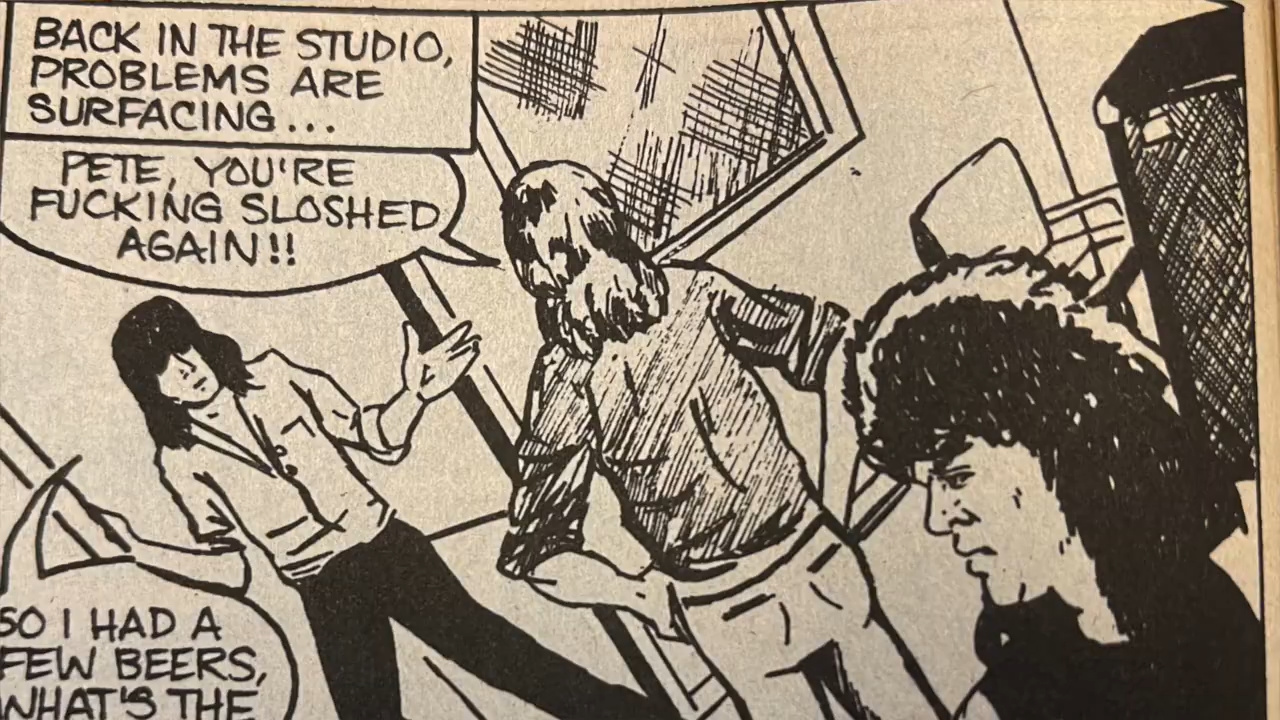 BACK IN THE STUDIO,
PROBLEMS ARE
SURFACING...
PETE, YOU'RE
FUCKING SLOSHED
AGAIN!!
SO I HAD A
FEW BEERS,
WHAT'S THE